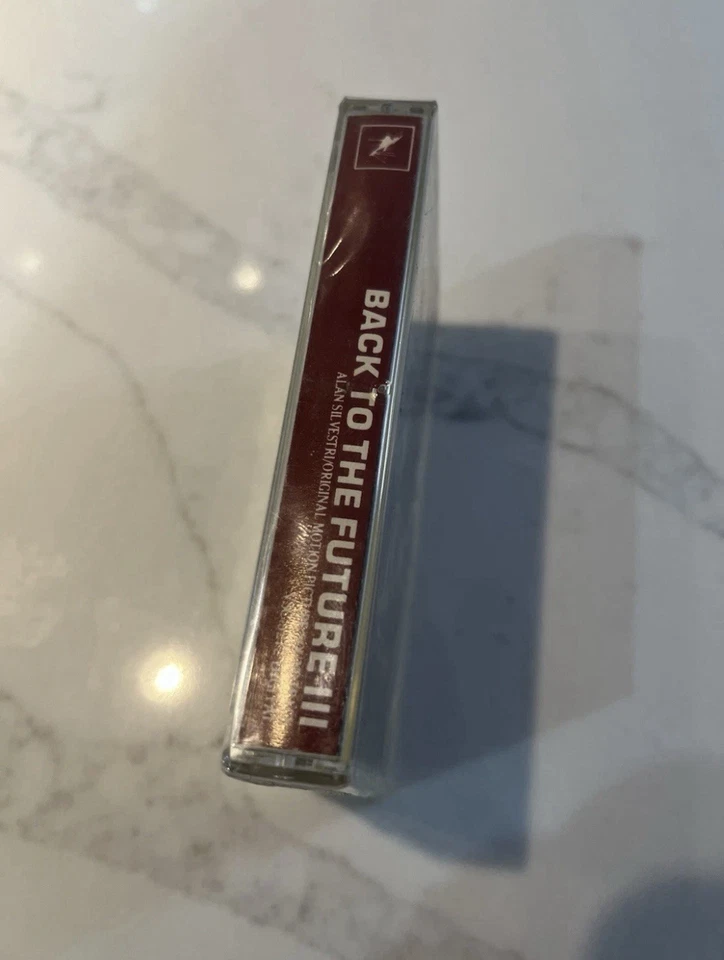 BACK TO THE FUTURE III
ALAN SILVESTRI/ORIGINAL MOTION